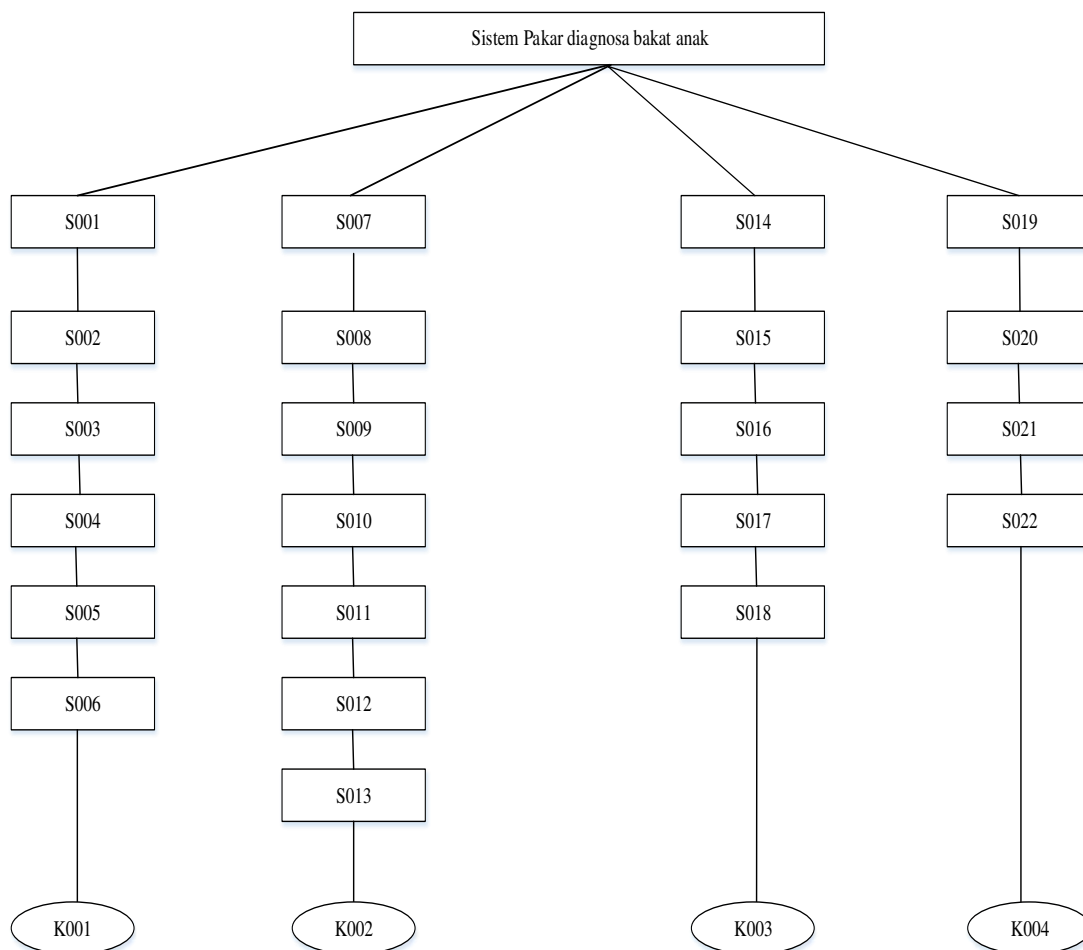 Sistem Pakar diagnosa bakat anak
S001
S007
S014
S019
S002
S008
S015
S020
S003
S009
S016
S021
S004
S010
S017
S022
S005
S011
S018
S006
S012
S013
K001
K002
K003
K004